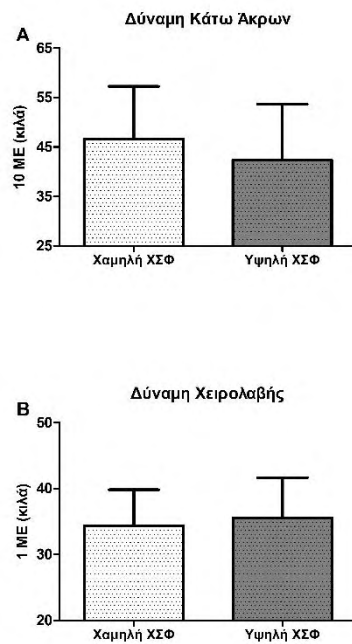 A
Δύναμη Κάτω Άκρων
10 ΜΕ (κιλά)
65
55
45
35
25
Χαμηλή ΧΣΦ
Υψηλή ΧΣΦ
B
Δύναμη Χειρολαβής
1 ΜΕ (κιλά)
50
40
30
20
Χαμηλή ΧΣΦ
Υψηλή ΧΣΦ